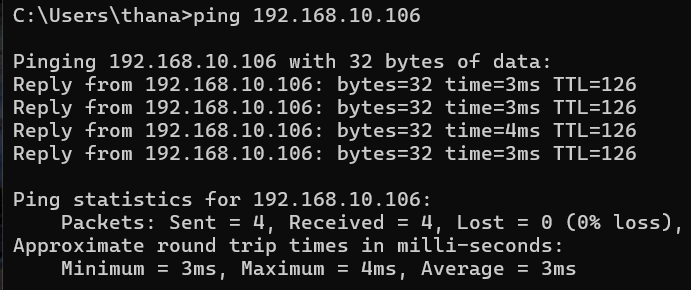 C:\Users\thana>ping 192.168.10.106
Pinging 192.168.10.106 with 32 bytes of data:
Reply from 192.168.10.106: bytes=32 time=3ms TTL=126
Reply from 192.168.10.106: bytes=32 time=3ms TTL=126
Reply from 192.168.10.106: bytes=32 time=4ms TTL=126
Reply from 192.168.10.106: bytes=32 time=3ms TTL=126
Ping statistics for 192.168.10.106:
    Packets: Sent = 4, Received = 4, Lost = 0 (0% loss),
Approximate round trip times in milli-seconds:
    Minimum = 3ms, Maximum = 4ms, Average = 3ms